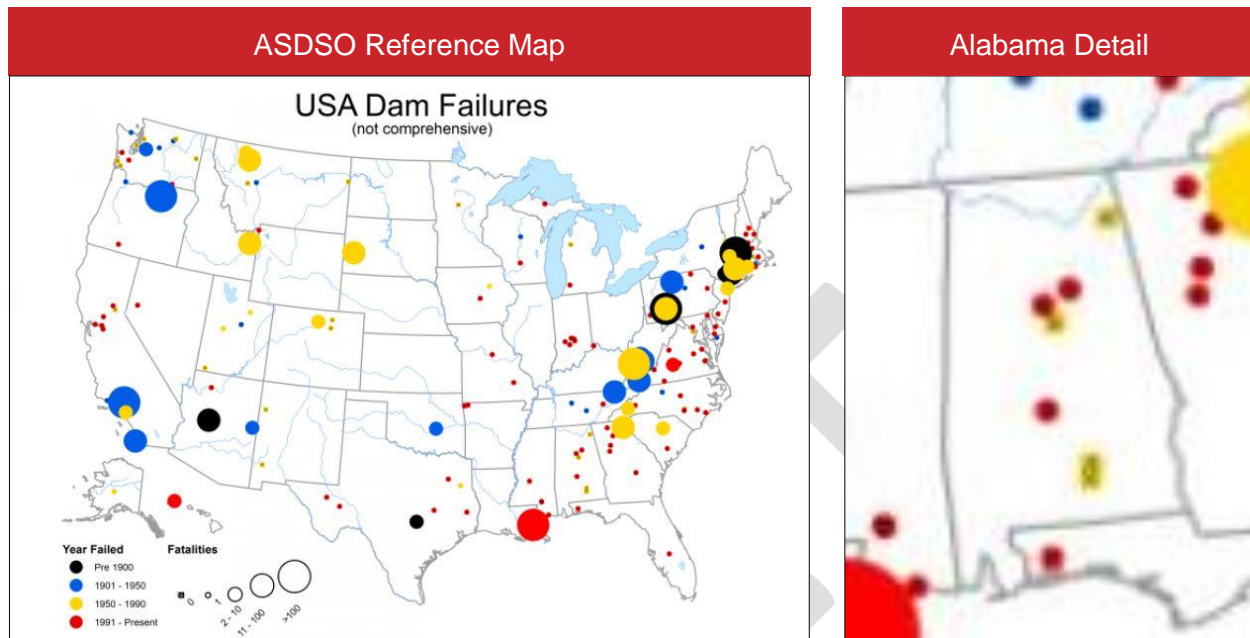 ASDSO Reference Map
Alabama Detail
USA Dam Failures
(not comprehensive)
Year Failed
Pre 1900
1901 - 1950
1950 - 1990
1991 - Present
Fatalities
0
1
2 - 10
11 - 100
>100